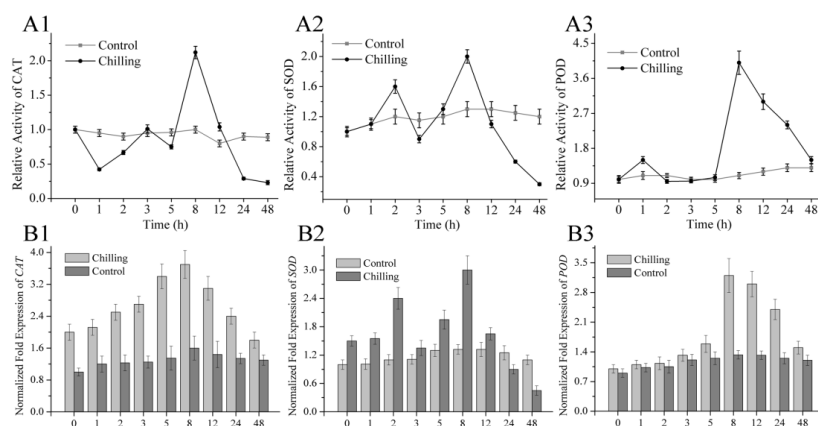 A1
Control
Chilling
Relative Activity of CAT
2.0
1.5
1.0
0.5
0.0
0 1 2 3 5 8 12 24 48
Time (h)
A2
Control
Chilling
Relative Activity of SOD
2.0
1.6
1.2
0.8
0.4
0 1 2 3 5 8 12 24 48
Time (h)
A3
Control
Chilling
Relative Activity of POD
4.5
3.6
2.7
1.8
0.9
0 1 2 3 5 8 12 24 48
Time (h)
B1
Chilling
Control
Normalized Fold Expression of CAT
4.0
3.2
2.4
1.6
0.8
0.0
0 1 2 3 5 8 12 24 48
B2
Control
Chilling
Normalized Fold Expression of SOD
3.0
2.4
1.8
1.2
0.6
0.0
0 1 2 3 5 8 12 24 48
B3
Chilling
Control
Normalized Fold Expression of POD
3.5
2.8
2.1
1.4
0.7
0.0
0 1 2 3 5 8 12 24 48